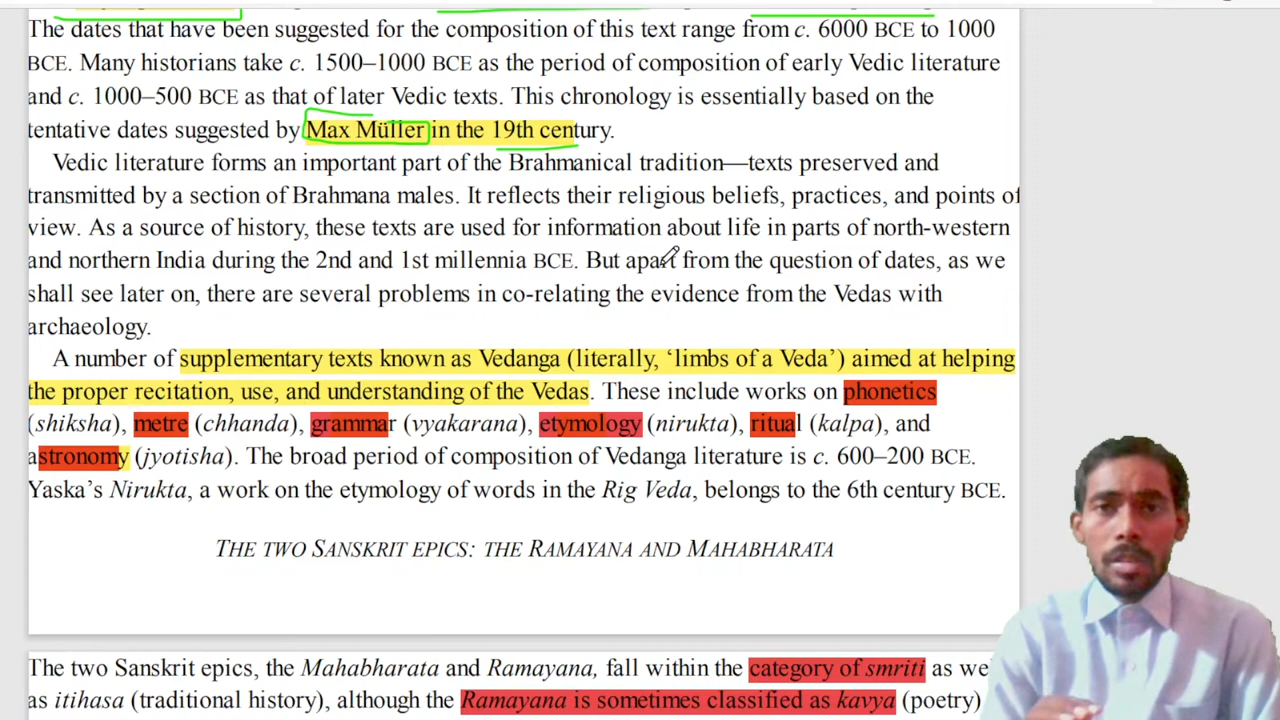 The dates that have been suggested for the composition of this text range from c. 6000 BCE to 1000
BCE. Many historians take c. 1500–1000 BCE as the period of composition of early Vedic literature
and c. 1000–500 BCE as that of later Vedic texts. This chronology is essentially based on the
tentative dates suggested by Max Müller in the 19th century.
Vedic literature forms an important part of the Brahmanical tradition—texts preserved and
transmitted by a section of Brahmana males. It reflects their religious beliefs, practices, and points of
view. As a source of history, these texts are used for information about life in parts of north-western
and northern India during the 2nd and 1st millennia BCE. But apart from the question of dates, as we
shall see later on, there are several problems in co-relating the evidence from the Vedas with
archaeology.
A number of supplementary texts known as Vedanga (literally, ‘limbs of a Veda’) aimed at helping
the proper recitation, use, and understanding of the Vedas. These include works on phonetics
(shiksha), metre (chhanda), grammar (vyakarana), etymology (nirukta), ritual (kalpa), and
astronomy (jyotisha). The broad period of composition of Vedanga literature is c. 600–200 BCE.
Yaska’s Nirukta, a work on the etymology of words in the Rig Veda, belongs to the 6th century BCE.
THE TWO SANSKRIT EPICS: THE RAMAYANA AND MAHABHARATA
The two Sanskrit epics, the Mahabharata and Ramayana, fall within the category of smriti as we
as itihasa (traditional history), although the Ramayana is sometimes classified as kavya (poetry)